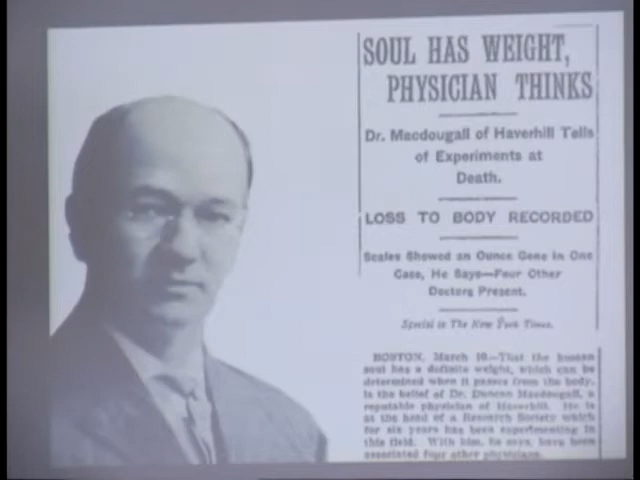 SOUL HAS WEIGHT,
PHYSICIAN THINKS
Dr. Macdougall of Haverhill Tells
of Experiments at
Death.
LOSS TO BODY RECORDED
Scales Showed an Ounce Gone in One
Case, He Says—Four Other
Doctors Present.
Special to The New York Times.
BOSTON, March 10.—That the human
soul has a definite weight, which can be
determined when it passes from the body,
is the belief of Dr. Duncan Macdougall, a
reputable physician of Haverhill. He is
at the head of a Research Society which
for six years has been experimenting in
this field. With him, he says, have been
associated four other physicians.